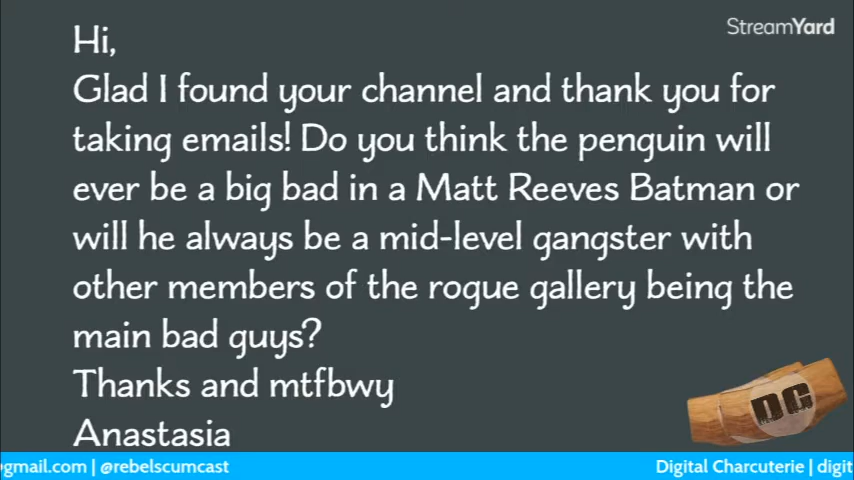 Hi,
StreamYard
Glad I found your channel and thank you for
taking emails! Do you think the penguin will
ever be a big bad in a Matt Reeves Batman or
will he always be a mid-level gangster with
other members of the rogue gallery being the
main bad guys?
Thanks and mtfbwy
Anastasia
DC
gmail.com | @rebelscumcast
Digital Charcuterie | digit